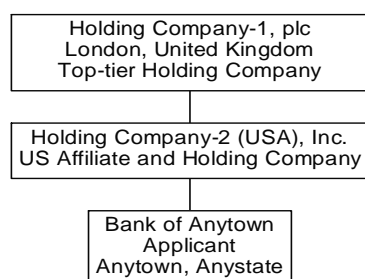 Holding Company-1, plc
London, United Kingdom
Top-tier Holding Company
Holding Company-2 (USA), Inc.
US Affiliate and Holding Company
Bank of Anytown
Applicant
Anytown, Anystate